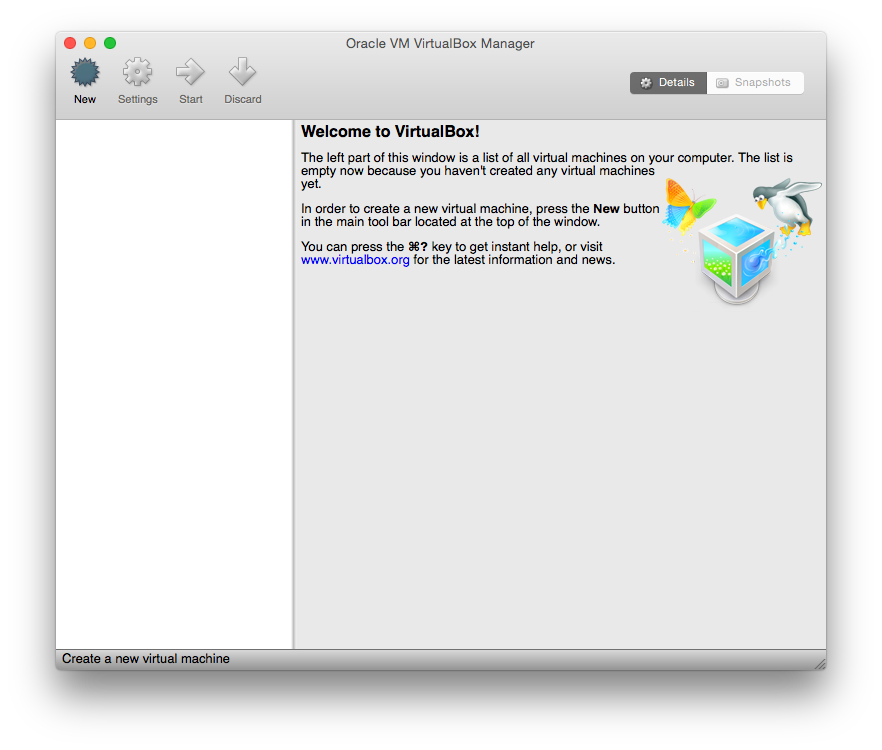 Oracle VM VirtualBox Manager
New Settings Start Discard
Details Snapshots
Welcome to VirtualBox!
The left part of this window is a list of all virtual machines on your computer. The list is
empty now because you haven't created any virtual machines
yet.
In order to create a new virtual machine, press the New button
in the main tool bar located at the top of the window.
You can press the ⌘? key to get instant help, or visit
www.virtualbox.org for the latest information and news.
Create a new virtual machine